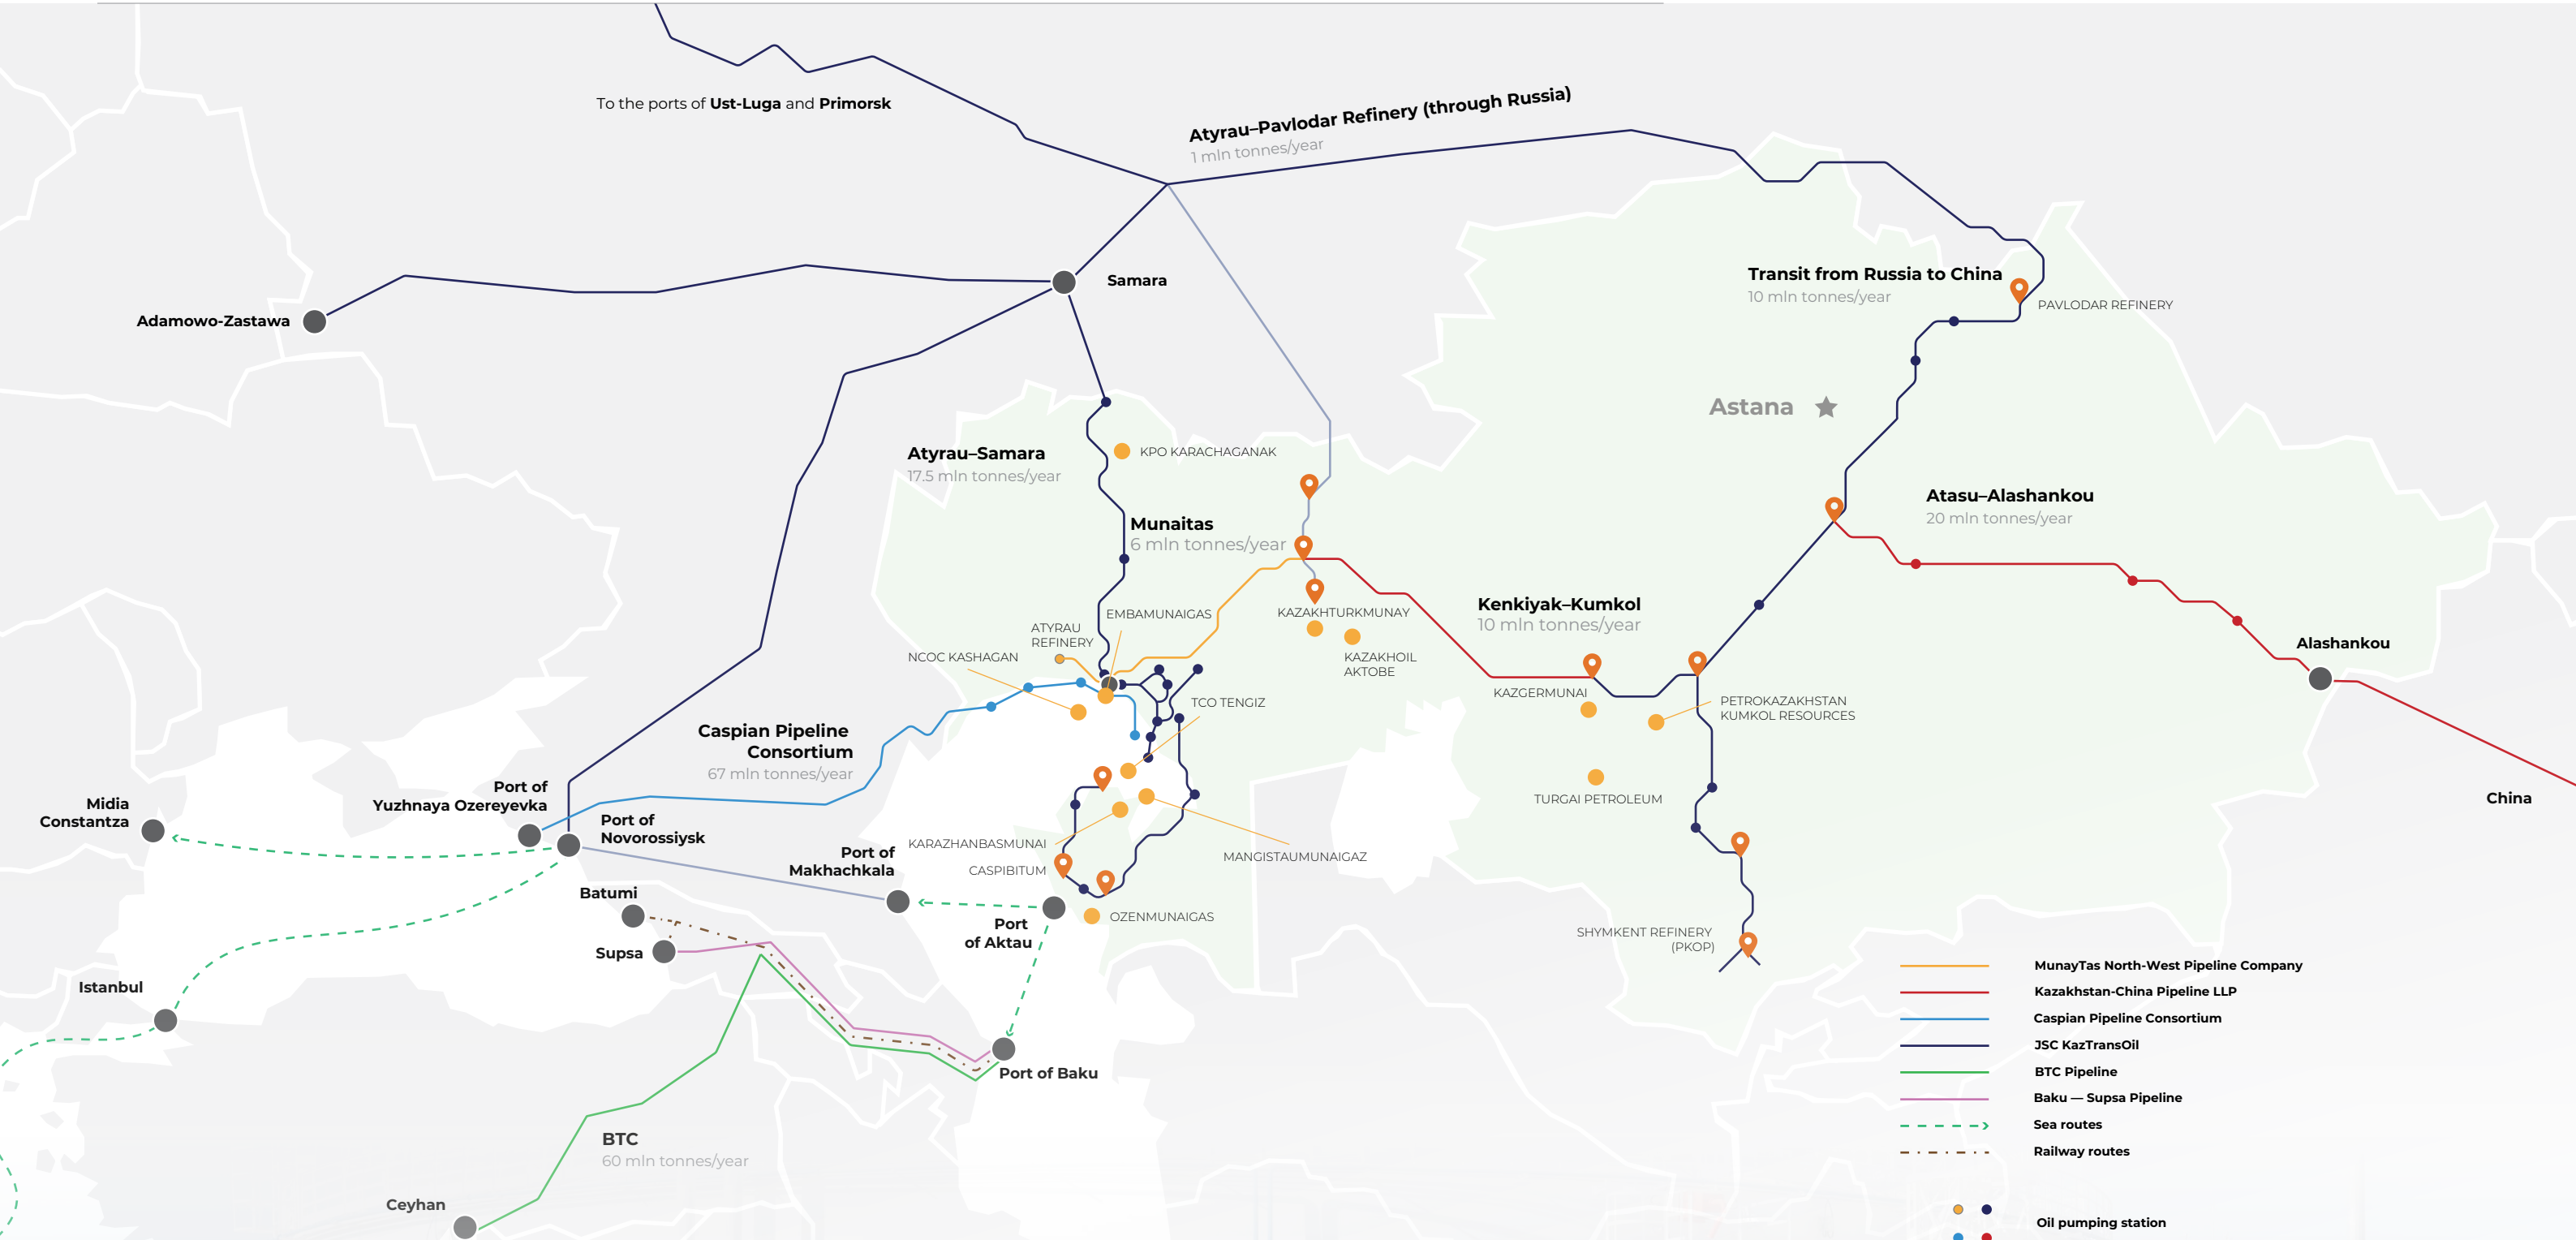 To the ports of Ust-Luga and Primorsk
Atyrau–Pavlodar Refinery (through Russia)
1 mln tonnes/year
Samara
Adamowo-Zastawa
Transit from Russia to China
10 mln tonnes/year
PAVLODAR REFINERY
Astana
Atyrau–Samara
17.5 mln tonnes/year
KPO KARACHAGANAK
Munaitas
6 mln tonnes/year
Atasu–Alashankou
20 mln tonnes/year
EMBAMUNAIGAS
ATYRAU
REFINERY
NCOC KASHAGAN
KAZAKHTURKMUNAY
KAZAKHOIL
AKTOBE
Kenkiyak–Kumkol
10 mln tonnes/year
Alashankou
KAZGERMUNAI
PETROKAZAKHSTAN
KUMKOL RESOURCES
TCO TENGIZ
Caspian Pipeline
Consortium
67 mln tonnes/year
TURGAI PETROLEUM
China
Midia
Constantza
Port of
Yuzhnaya Ozereyevka
Port of
Novorossiysk
Port of
Makhachkala
KARAZHANBASMUNAI
CASPIBITUM
MANGISTAUMUNAIGAZ
Batumi
Supsa
Port
of Aktau
OZENMUNAIGAS
SHYMKENT REFINERY
(PKOP)
Istanbul
Port of Baku
BTC
60 mln tonnes/year
Ceyhan
MunayTas North-West Pipeline Company
Kazakhstan-China Pipeline LLP
Caspian Pipeline Consortium
JSC KazTransOil
BTC Pipeline
Baku — Supsa Pipeline
Sea routes
Railway routes
Oil pumping station